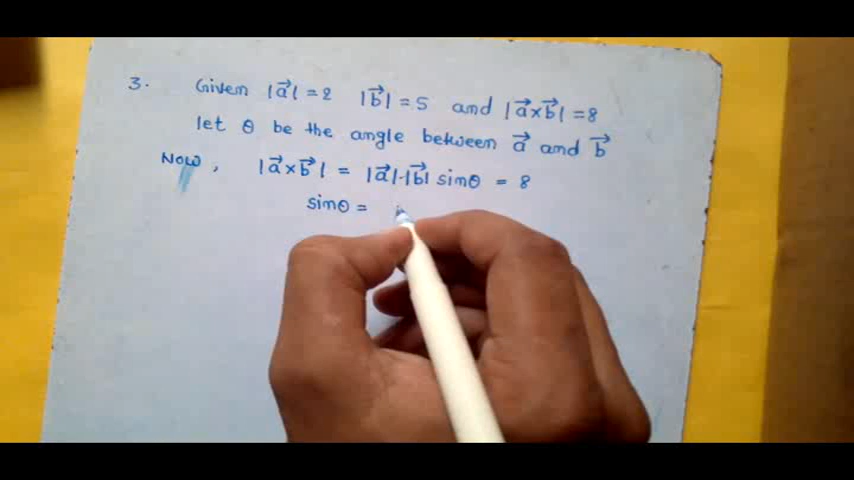 3. Given |a⃗| = 2 |b⃗| = 5 and |a⃗×b⃗| = 8
let θ be the angle between a⃗ and b⃗
Now, |a⃗×b⃗| = |a⃗|·|b⃗| sinθ = 8
sinθ =